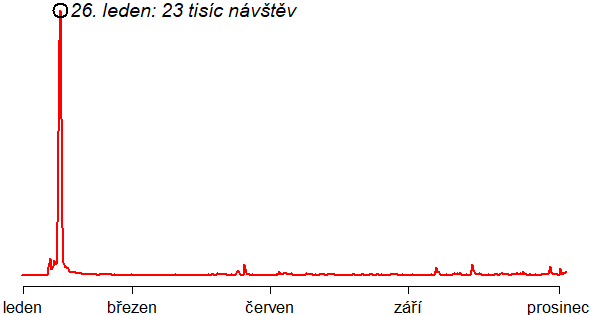 26. leden: 23 tisíc návštěv
leden březen červen září prosinec